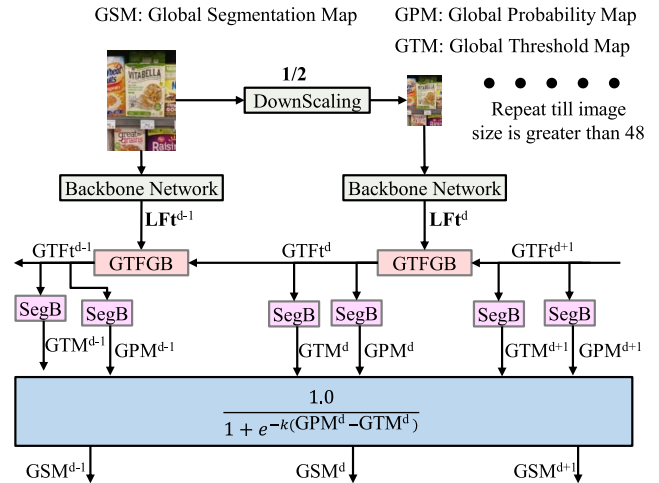 GSM: Global Segmentation Map
GPM: Global Probability Map
GTM: Global Threshold Map
1/2
VITABELLA
DownScaling
Repeat till image
size is greater than 48
great
Raisi
Backbone Network
Backbone Network
LFt^d-1
LFt^d
GTFt^d-1
GTFGB
GTFt^d
GTFGB
GTFt^d+1
SegB
SegB
SegB
SegB
SegB
SegB
GTM^d-1
GPM^d-1
GTM^d
GPM^d
GTM^d+1
GPM^d+1
1.0
1 + e^−k(GPM^d −GTM^d)
GSM^d-1
GSM^d
GSM^d+1